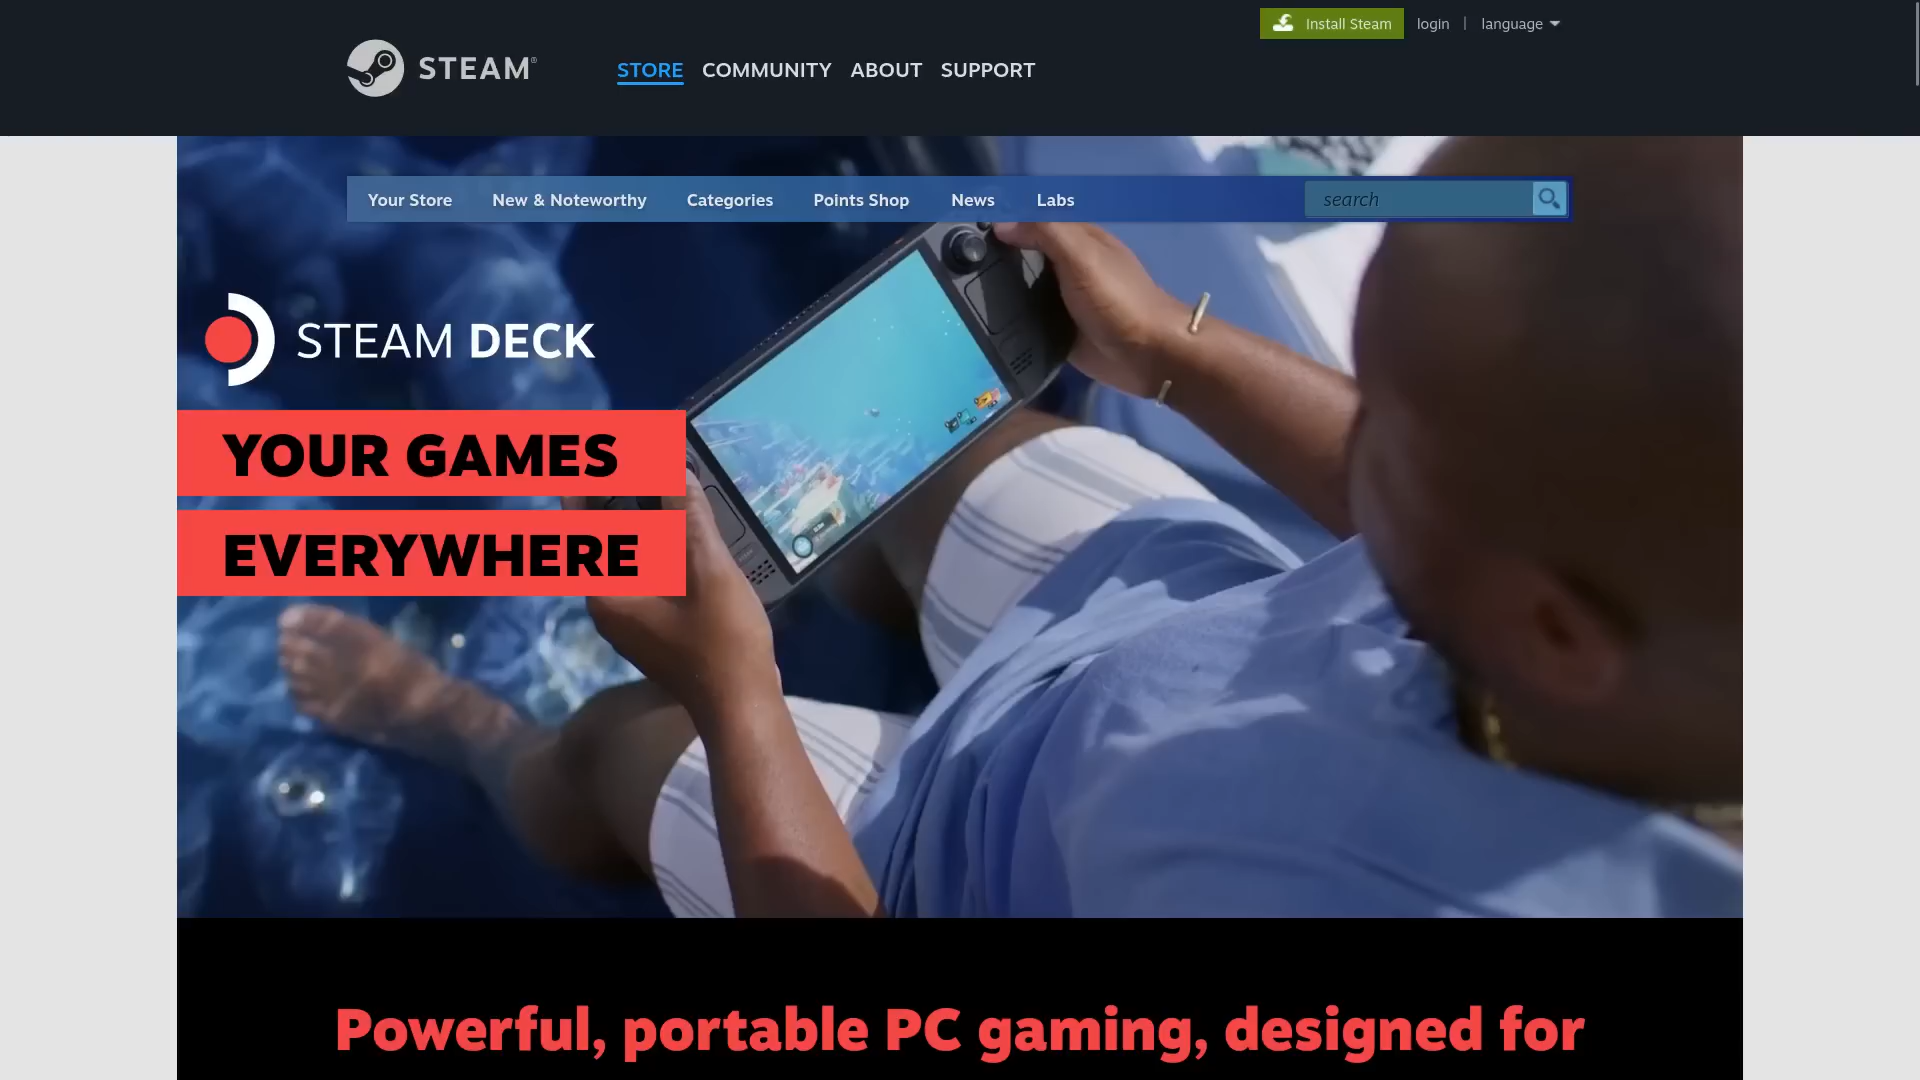 Install Steam login | language
STEAM®
STORE COMMUNITY ABOUT SUPPORT
Your Store New & Noteworthy Categories Points Shop News Labs search
STEAM DECK
YOUR GAMES
EVERYWHERE
Powerful, portable PC gaming, designed for